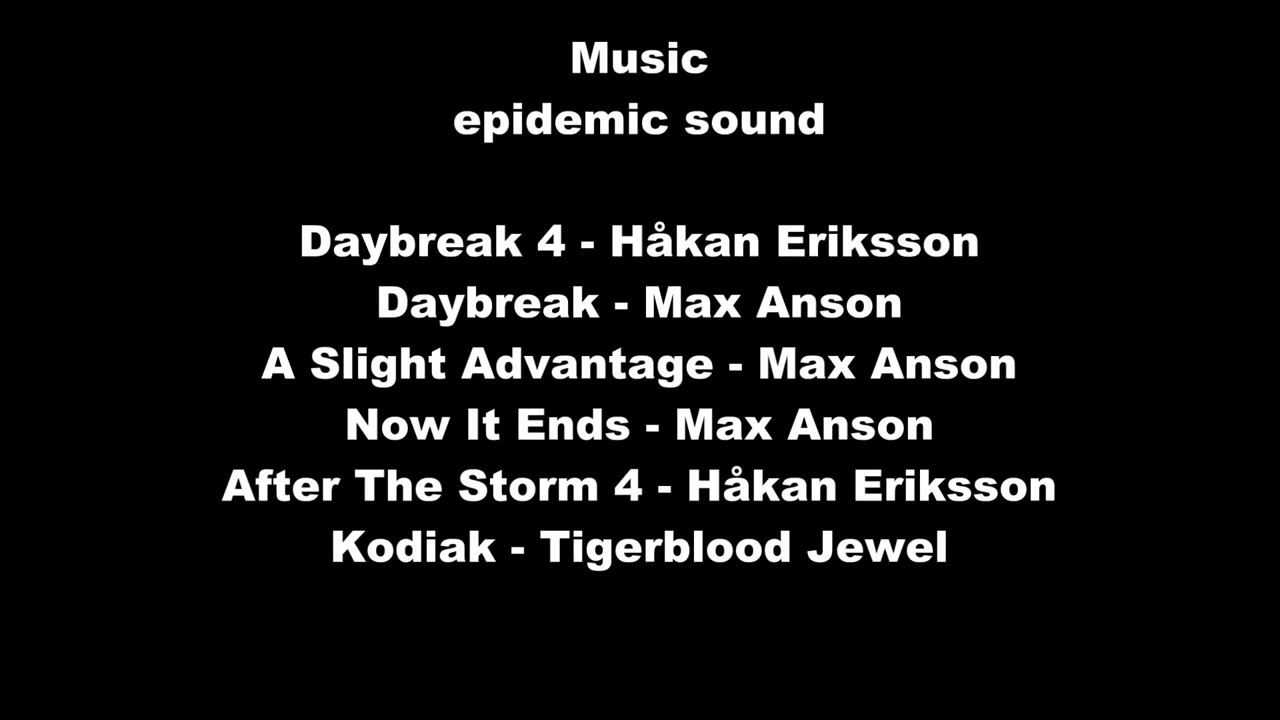 Music
epidemic sound
Daybreak 4 - Håkan Eriksson
Daybreak - Max Anson
A Slight Advantage - Max Anson
Now It Ends - Max Anson
After The Storm 4 - Håkan Eriksson
Kodiak - Tigerblood Jewel